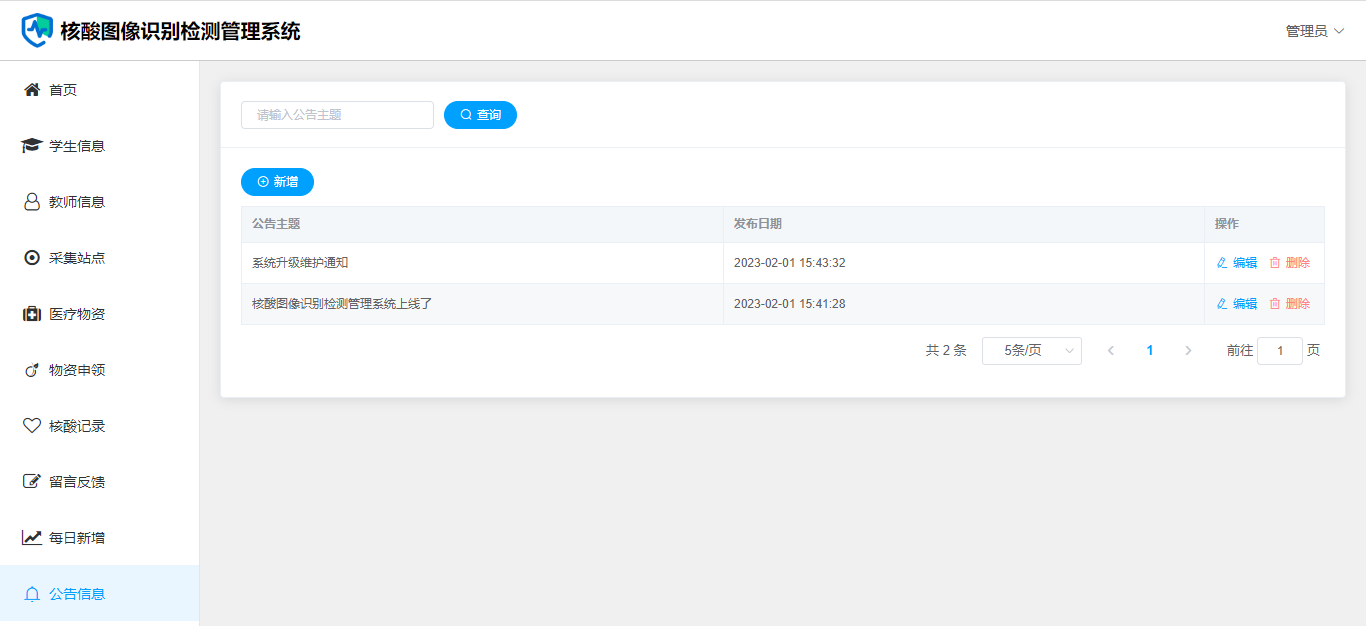 核酸图像识别检测管理系统
管理员
首页
学生信息
教师信息
采集站点
医疗物资
物资申领
核酸记录
留言反馈
每日新增
公告信息
请输入公告主题 查询
新增
公告主题 发布日期 操作
系统升级维护通知 2023-02-01 15:43:32 编辑 删除
核酸图像识别检测管理系统上线了 2023-02-01 15:41:28 编辑 删除
共 2 条 5条/页 1 前往 1 页